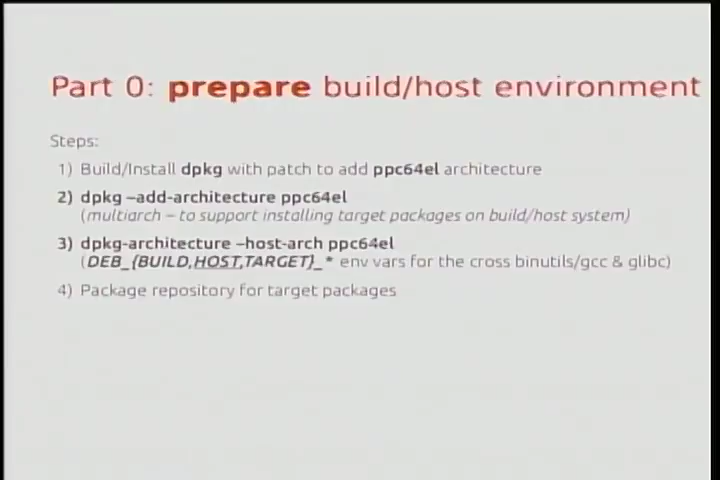 Part 0: prepare build/host environment
Steps:
1) Build/Install dpkg with patch to add ppc64el architecture
2) dpkg –add-architecture ppc64el
(multiarch – to support installing target packages on build/host system)
3) dpkg-architecture –host-arch ppc64el
(DEB_{BUILD,HOST,TARGET}_* env vars for the cross binutils/gcc & glibc)
4) Package repository for target packages